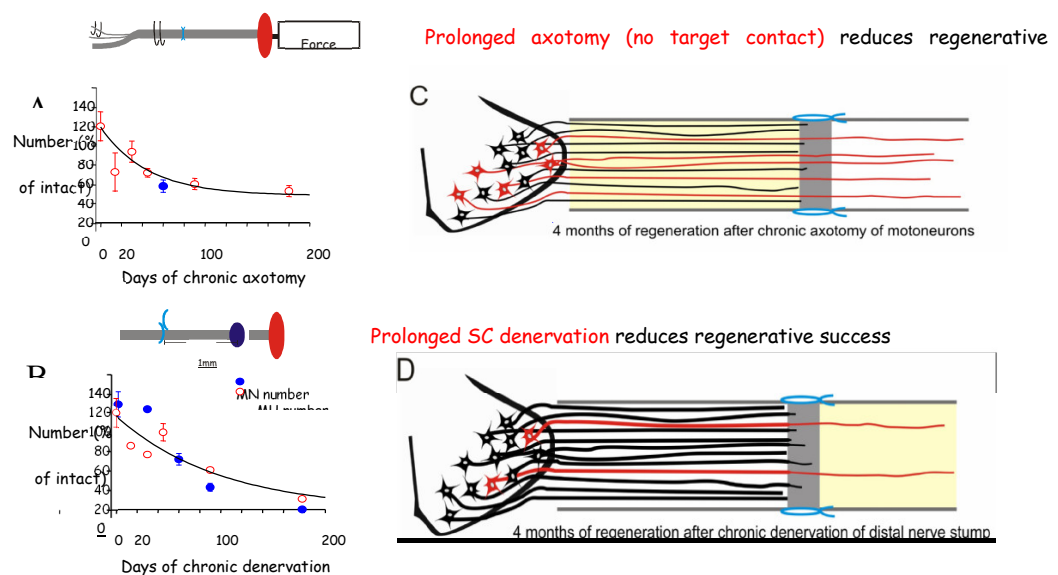 Force
Prolonged axotomy (no target contact) reduces regenerative
A
C
140
120
Number (%
100
80
of intact)
60
40
20
0
0 20 100 200
Days of chronic axotomy
4 months of regeneration after chronic axotomy of motoneurons
Prolonged SC denervation reduces regenerative success
1mm
B
D
MN number
MU number
140
120
Number (%
100
80
60
of intact)
40
20
0
0 20 100 200
Days of chronic denervation
4 months of regeneration after chronic denervation of distal nerve stump